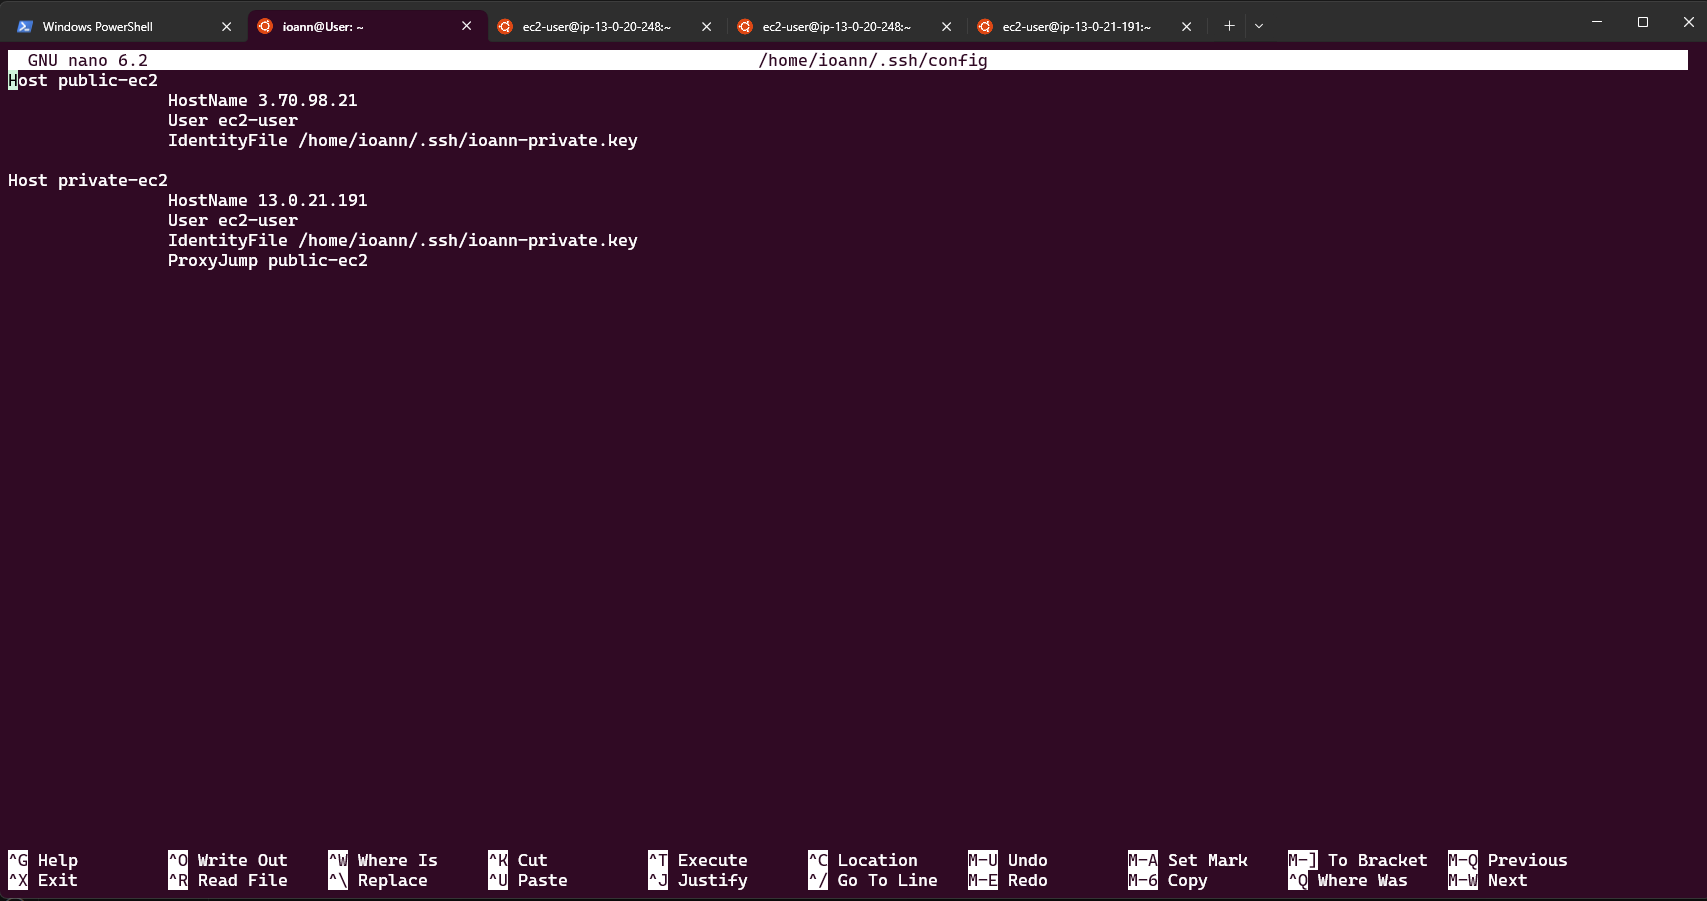 Windows PowerShell
ioann@User: ~
ec2-user@ip-13-0-20-248:~
ec2-user@ip-13-0-20-248:~
ec2-user@ip-13-0-21-191:~
GNU nano 6.2 /home/ioann/.ssh/config
Host public-ec2
HostName 3.70.98.21
User ec2-user
IdentityFile /home/ioann/.ssh/ioann-private.key
Host private-ec2
HostName 13.0.21.191
User ec2-user
IdentityFile /home/ioann/.ssh/ioann-private.key
ProxyJump public-ec2
^G Help ^O Write Out ^W Where Is ^K Cut ^T Execute ^C Location M-U Undo M-A Set Mark M-] To Bracket M-Q Previous
^X Exit ^R Read File ^\ Replace ^U Paste ^J Justify ^/ Go To Line M-E Redo M-6 Copy ^Q Where Was M-W Next